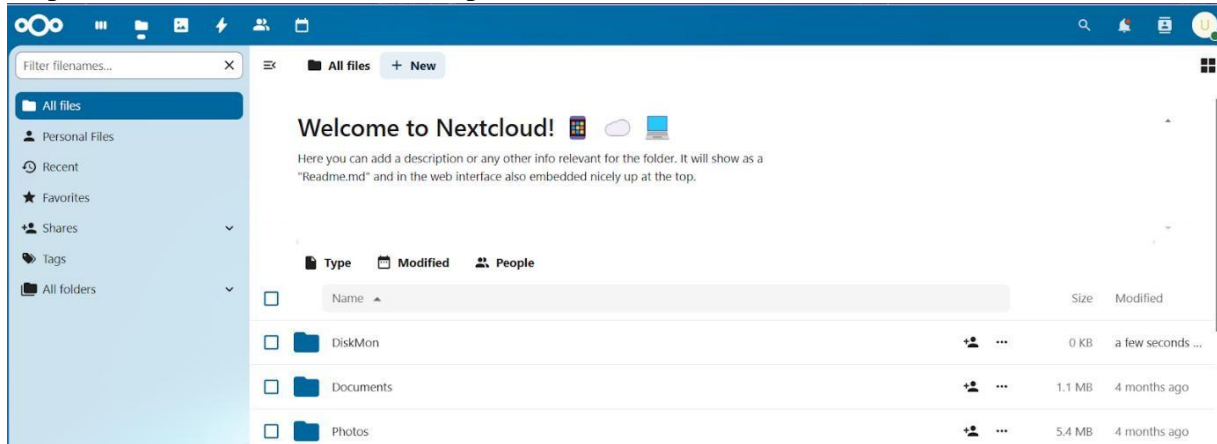 U
Filter filenames...
All files
+ New
All files
Personal Files
Recent
Favorites
Shares
Tags
All folders
Welcome to Nextcloud!
Here you can add a description or any other info relevant for the folder. It will show as a
"Readme.md" and in the web interface also embedded nicely up at the top.
Type Modified People
Name Size Modified
DiskMon 0 KB a few seconds ...
Documents 1.1 MB 4 months ago
Photos 5.4 MB 4 months ago